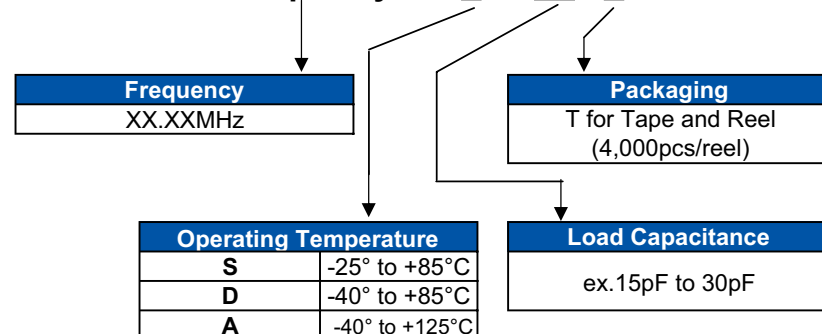 Frequency
XX.XXMHz
Packaging
T for Tape and Reel
(4,000pcs/reel)
Operating Temperature
S -25° to +85°C
D -40° to +85°C
A -40° to +125°C
Load Capacitance
ex.15pF to 30pF